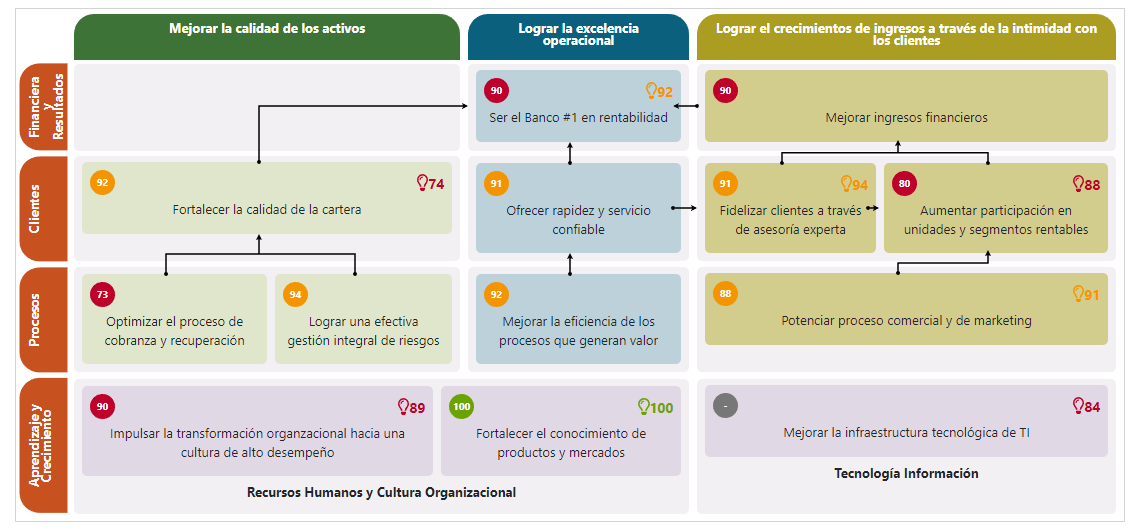 Mejorar la calidad de los activos
Lograr la excelencia
operacional
Lograr el crecimientos de ingresos a través de la intimidad con
los clientes
Financiera
y
Resultados
90
92
Ser el Banco #1 en rentabilidad
90
Mejorar ingresos financieros
Clientes
92
74
Fortalecer la calidad de la cartera
91
Ofrecer rapidez y servicio
confiable
91
94
Fidelizar clientes a través
de asesoría experta
80
88
Aumentar participación en
unidades y segmentos rentables
Procesos
73
Optimizar el proceso de
cobranza y recuperación
94
Lograr una efectiva
gestión integral de riesgos
92
Mejorar la eficiencia de los
procesos que generan valor
88
91
Potenciar proceso comercial y de marketing
Aprendizaje y
Crecimiento
90
89
Impulsar la transformación organzacional hacia una
cultura de alto desempeño
100
100
Fortalecer el conocimiento de
productos y mercados
-
84
Mejorar la infraestructura tecnológica de TI
Recursos Humanos y Cultura Organizacional
Tecnología Información